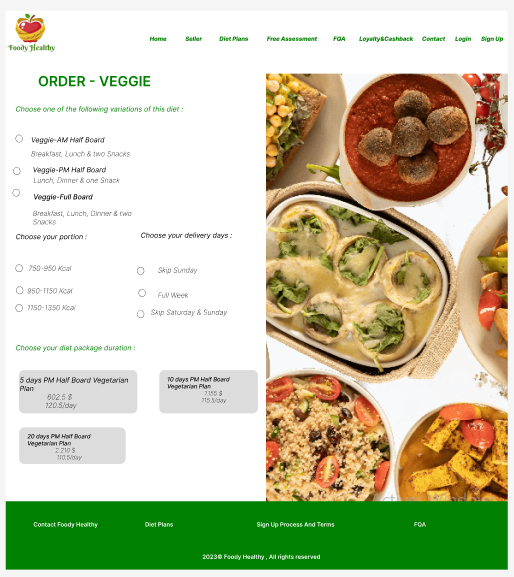 Foody Healthy
Home Seller Diet Plans Free Assessment FQA Loyalty&Cashback Contact Login Sign Up
ORDER - VEGGIE
Choose one of the following variations of this diet :
Veggie-AM Half Board
Breakfast, Lunch & two Snacks
Veggie-PM Half Board
Lunch, Dinner & one Snack
Veggie-Full Board
Breakfast, Lunch, Dinner & two
Snacks
Choose your portion :
750-950 Kcal
950-1150 Kcal
1150-1350 Kcal
Choose your delivery days :
Skip Sunday
Full Week
Skip Saturday & Sunday
Choose your diet package duration :
5 days PM Half Board Vegetarian
Plan
602.5 $
120.5/day
10 days PM Half Board
Vegetarian Plan
1155 $
115.5/day
20 days PM Half Board
Vegetarian Plan
2.210 $
110.5/day
Contact Foody Healthy Diet Plans Sign Up Process And Terms FQA
2023© Foody Healthy , All rights reserved